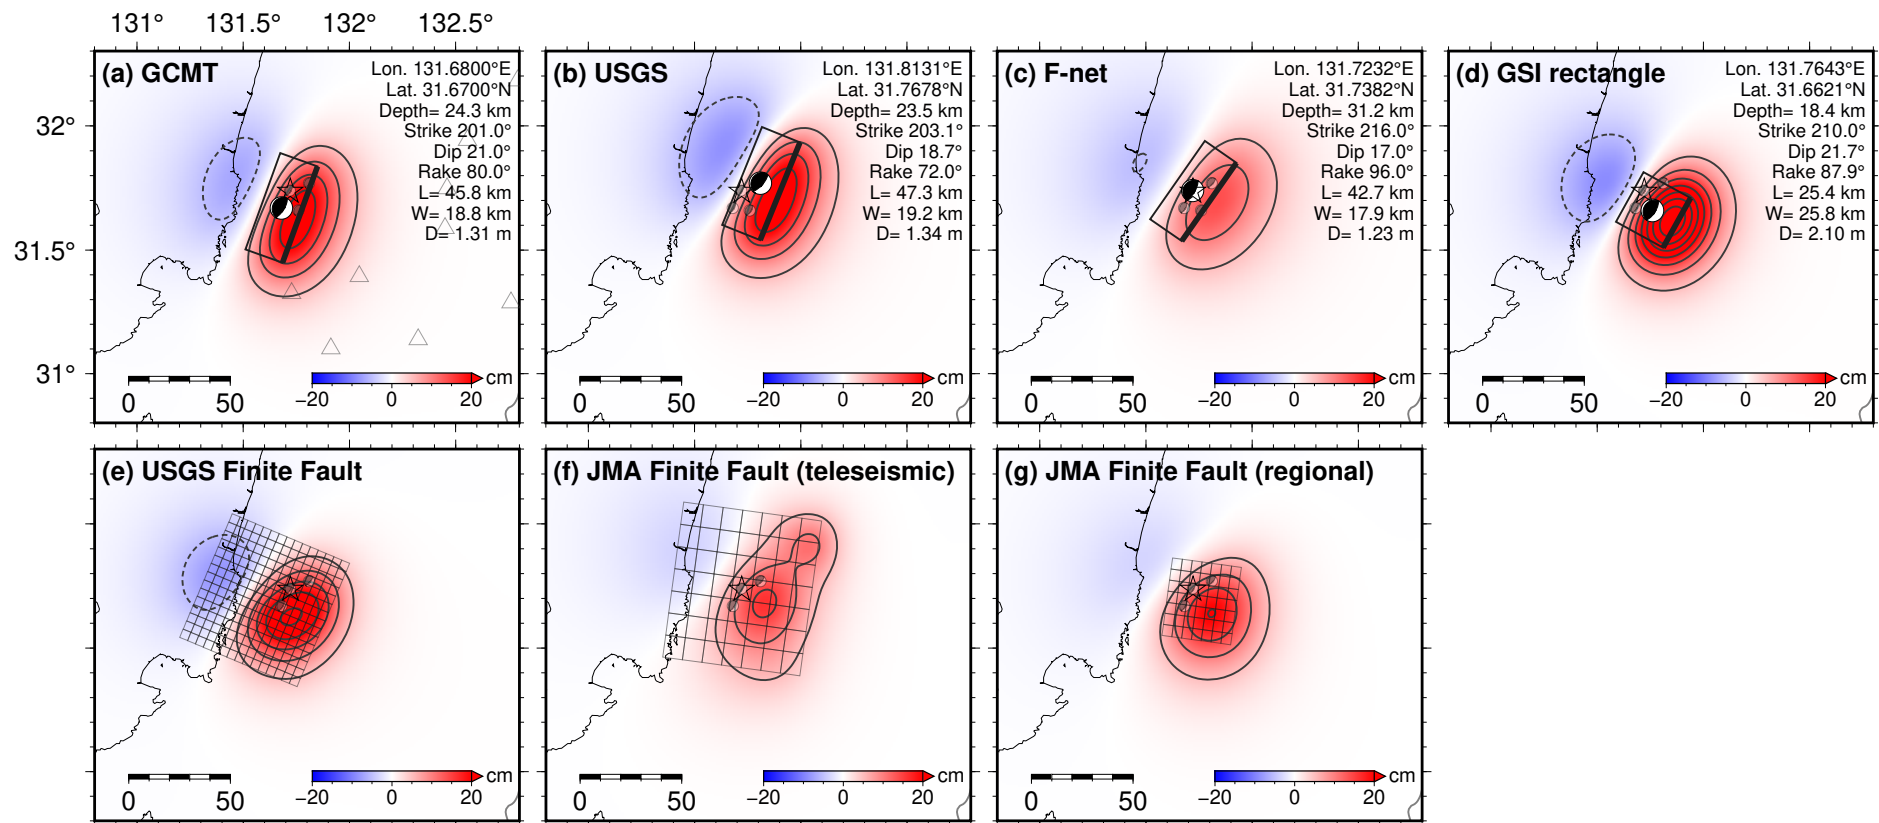 131° 131.5° 132° 132.5°
(a) GCMT
Lon. 131.6800°E
Lat. 31.6700°N
Depth= 24.3 km
Strike 201.0°
Dip 21.0°
Rake 80.0°
L= 45.8 km
W= 18.8 km
D= 1.31 m
32°
31.5°
31°
0 50
−20 0 20 cm
(b) USGS
Lon. 131.8131°E
Lat. 31.7678°N
Depth= 23.5 km
Strike 203.1°
Dip 18.7°
Rake 72.0°
L= 47.3 km
W= 19.2 km
D= 1.34 m
0 50
−20 0 20 cm
(c) F-net
Lon. 131.7232°E
Lat. 31.7382°N
Depth= 31.2 km
Strike 216.0°
Dip 17.0°
Rake 96.0°
L= 42.7 km
W= 17.9 km
D= 1.23 m
0 50
−20 0 20 cm
(d) GSI rectangle
Lon. 131.7643°E
Lat. 31.6621°N
Depth= 18.4 km
Strike 210.0°
Dip 21.7°
Rake 87.9°
L= 25.4 km
W= 25.8 km
D= 2.10 m
0 50
−20 0 20 cm
(e) USGS Finite Fault
0 50
−20 0 20 cm
(f) JMA Finite Fault (teleseismic)
0 50
−20 0 20 cm
(g) JMA Finite Fault (regional)
0 50
−20 0 20 cm